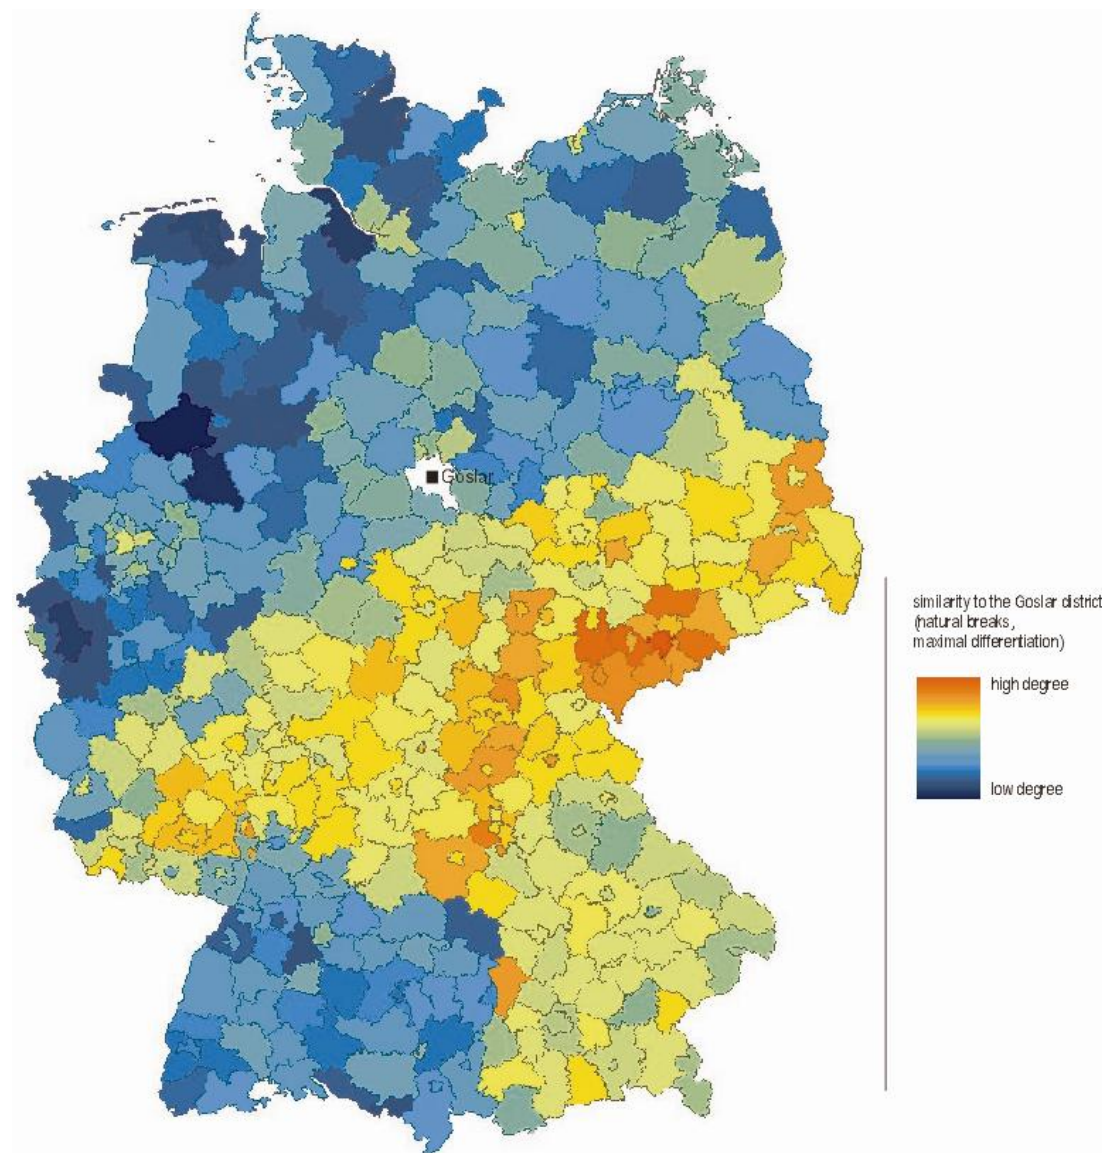 Goslar
similarity to the Goslar district
(natural breaks,
maximal differentiation)
high degree
low degree